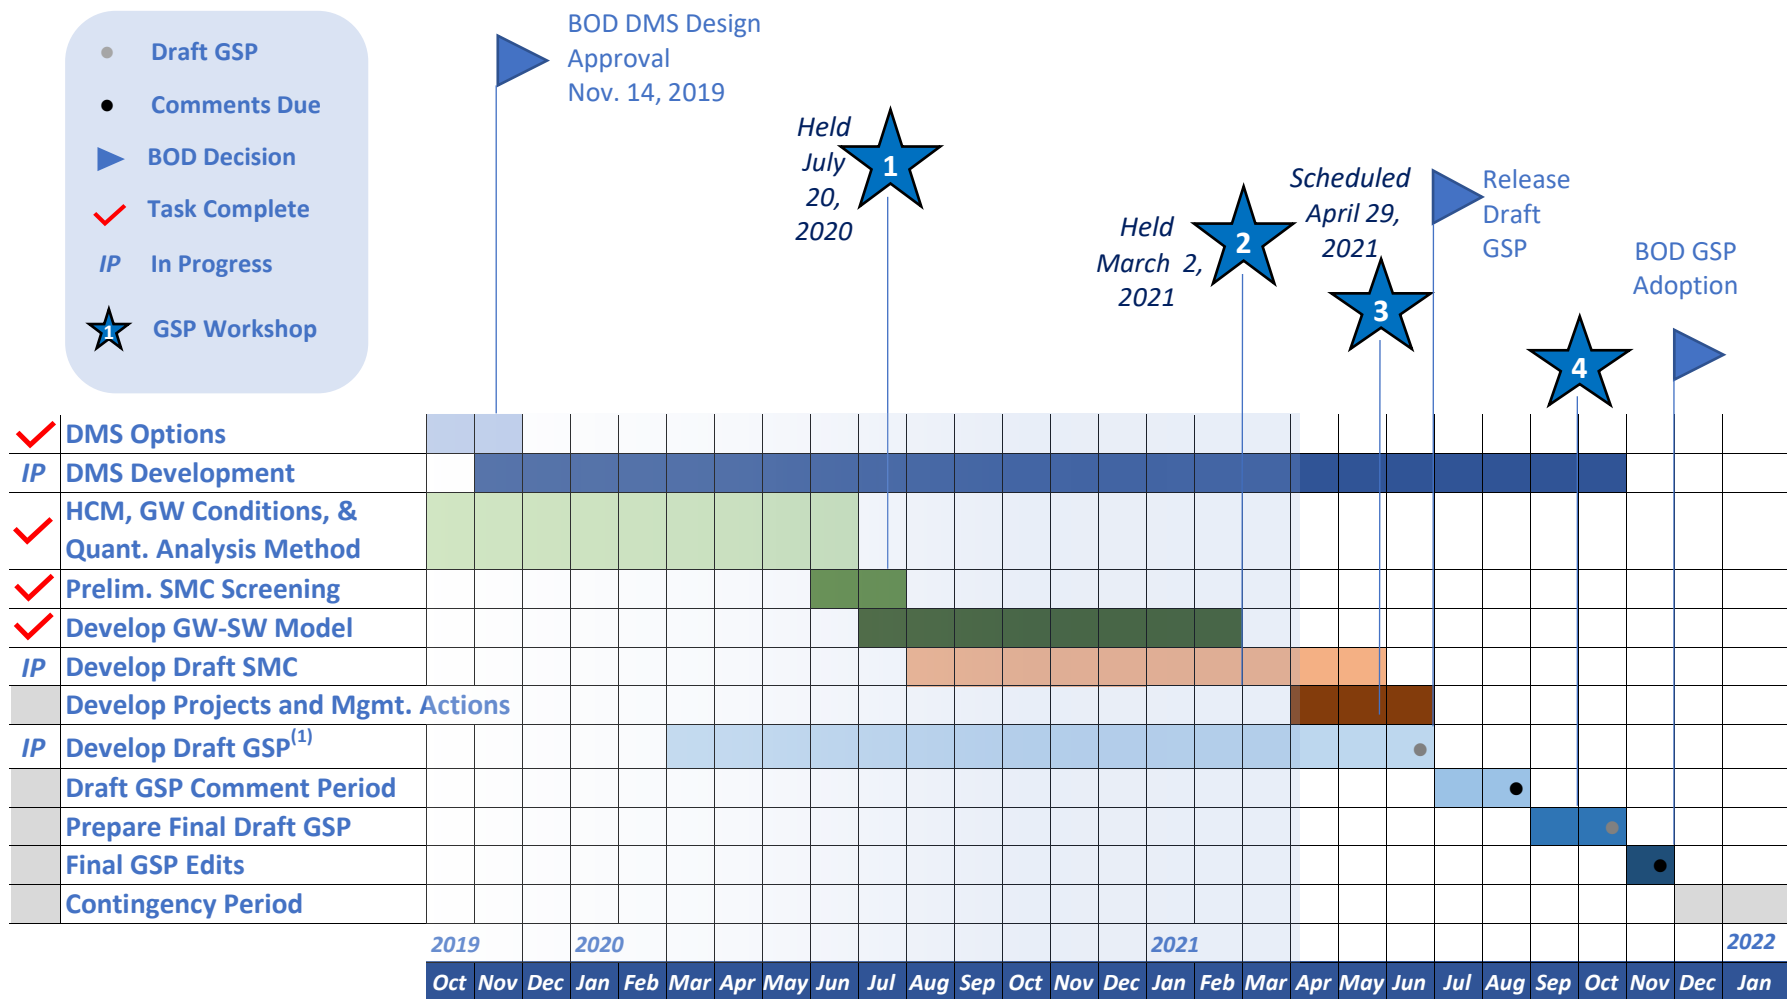 Draft GSP
Comments Due
BOD Decision
Task Complete
IP In Progress
1 GSP Workshop
BOD DMS Design
Approval
Nov. 14, 2019
Held
July
20,
2020
1
Held
March 2,
2021
2
Scheduled
April 29,
2021
3
Release
Draft
GSP
4
BOD GSP
Adoption
DMS Options
IP DMS Development
HCM, GW Conditions, &
Quant. Analysis Method
Prelim. SMC Screening
Develop GW-SW Model
IP Develop Draft SMC
Develop Projects and Mgmt. Actions
IP Develop Draft GSP(1)
Draft GSP Comment Period
Prepare Final Draft GSP
Final GSP Edits
Contingency Period
2019 2020 2021 2022
Oct Nov Dec Jan Feb Mar Apr May Jun Jul Aug Sep Oct Nov Dec Jan Feb Mar Apr May Jun Jul Aug Sep Oct Nov Dec Jan